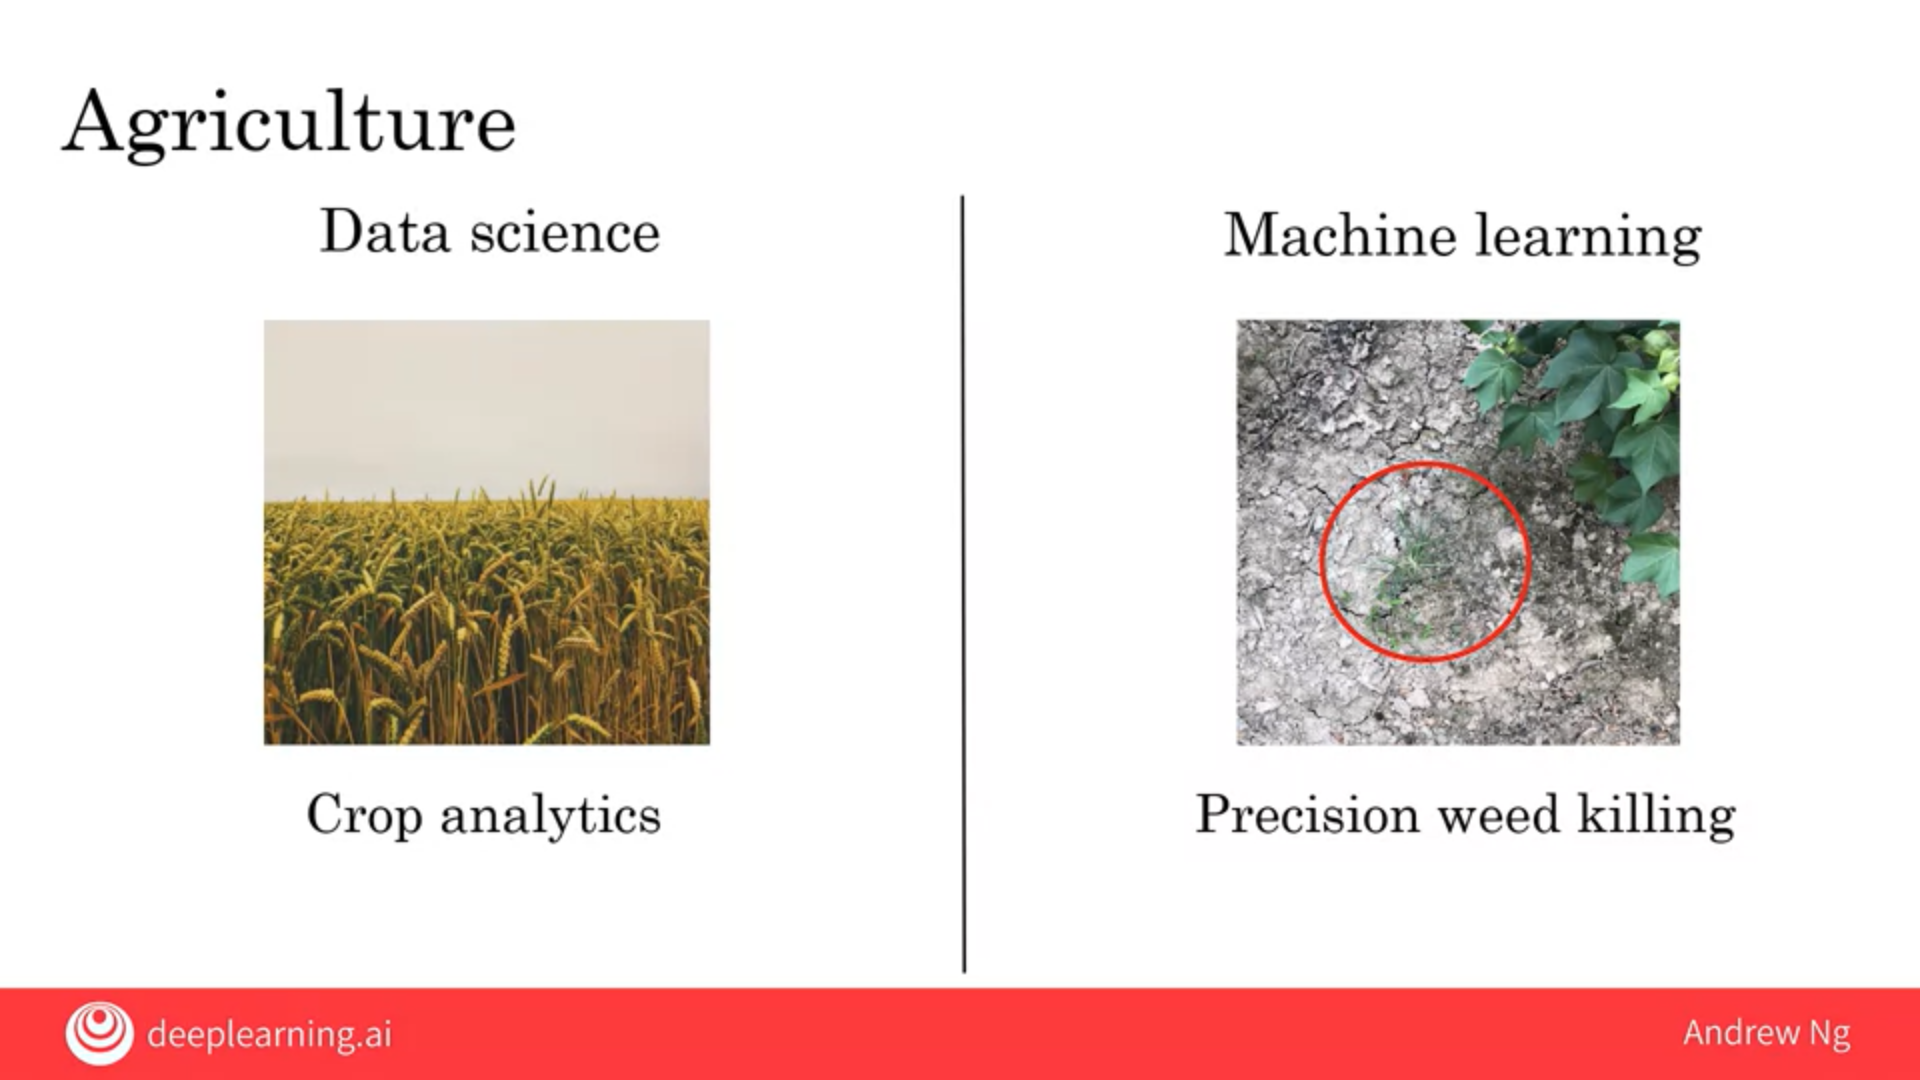 Agriculture
Data science
Machine learning
Crop analytics
Precision weed killing
deeplearning.ai
Andrew Ng